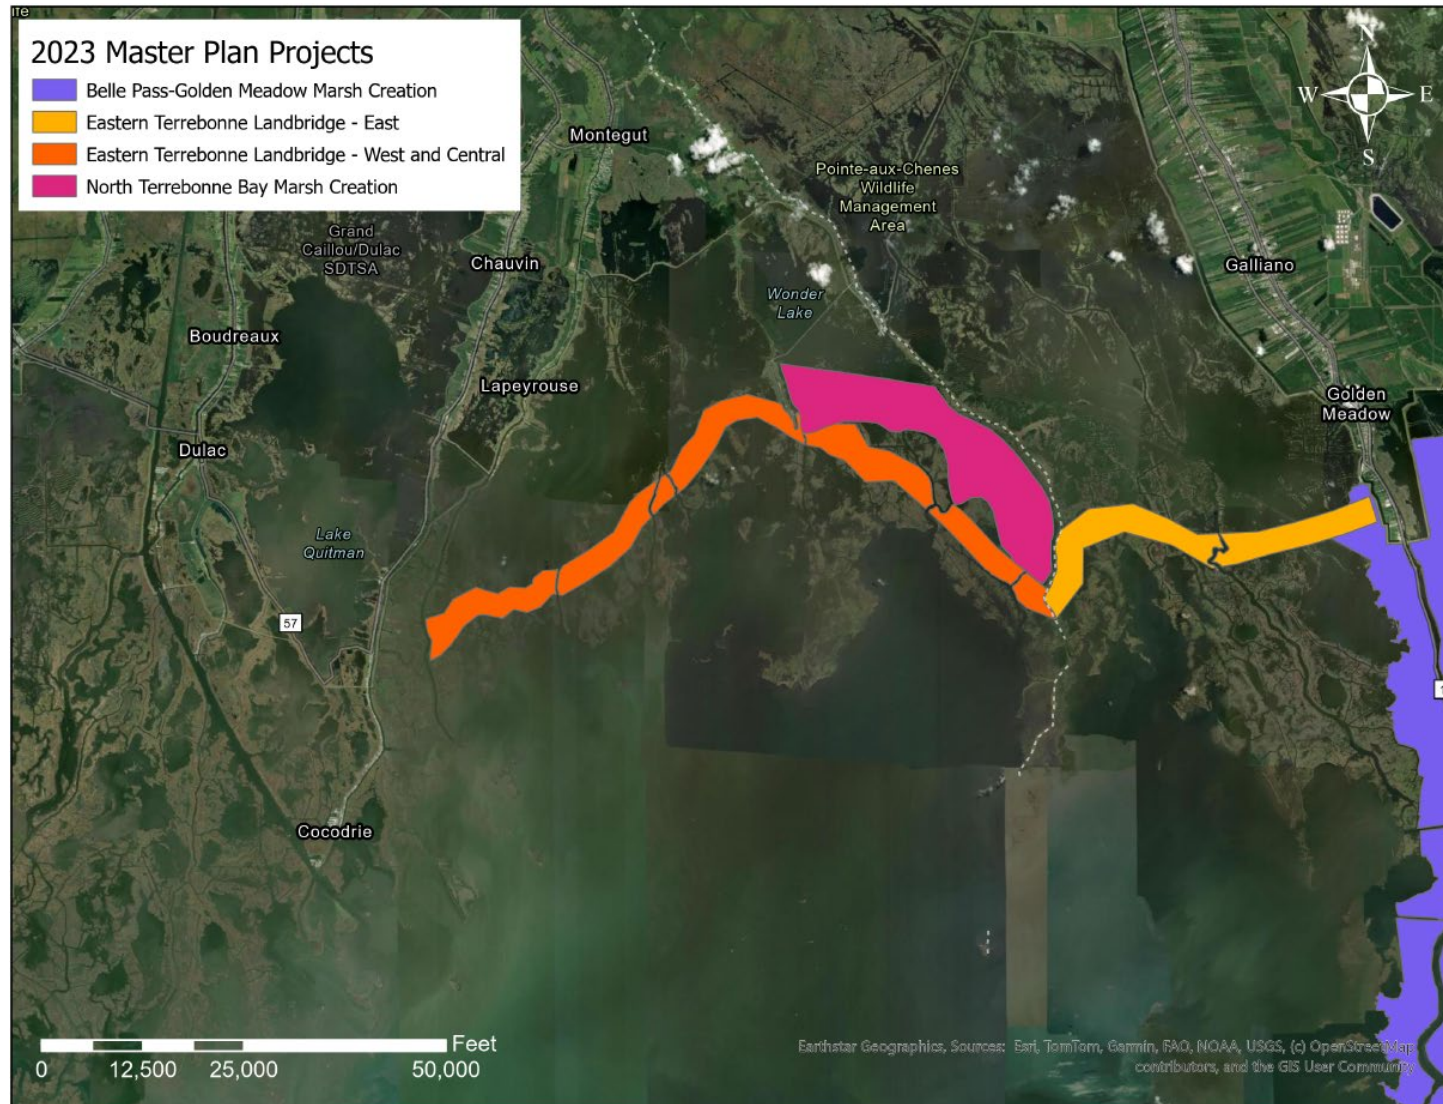 2023 Master Plan Projects
Belle Pass-Golden Meadow Marsh Creation
Eastern Terrebonne Landbridge - East
Eastern Terrebonne Landbridge - West and Central
North Terrebonne Bay Marsh Creation
N
W
E
S
Montegut
Pointe-aux-Chenes
Wildlife
Management
Area
Grand
Caillou/Dulac
SDTSA
Chauvin
Galliano
Wonder
Lake
Boudreaux
Lapeyrouse
Golden
Meadow
Dulac
Lake
Quitman
57
Cocodrie
Feet
0
12,500
25,000
50,000
Earthstar Geographics, Sources: Esri, TomTom, Garmin, FAO, NOAA, USGS, (c) OpenStreetMap
contributors, and the GIS User Community